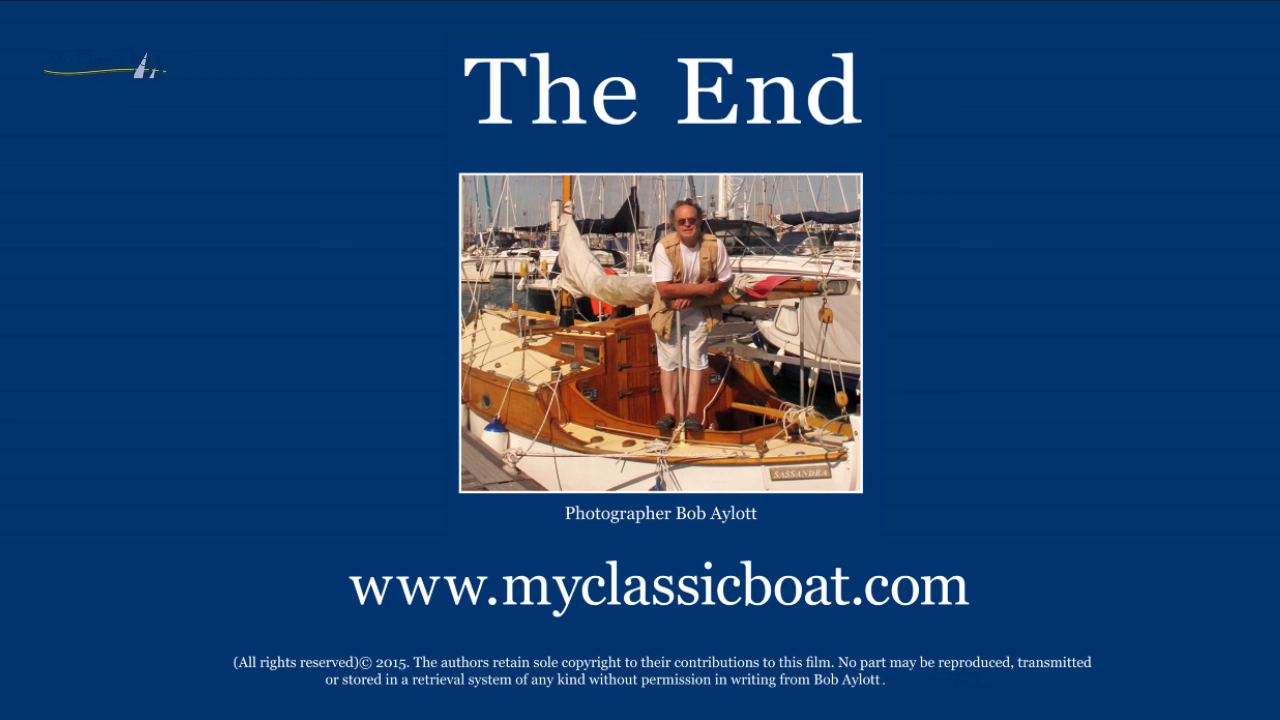 The End
SASSANDRA
Photographer Bob Aylott
www.myclassicboat.com
(All rights reserved)© 2015. The authors retain sole copyright to their contributions to this film. No part may be reproduced, transmitted
or stored in a retrieval system of any kind without permission in writing from Bob Aylott.